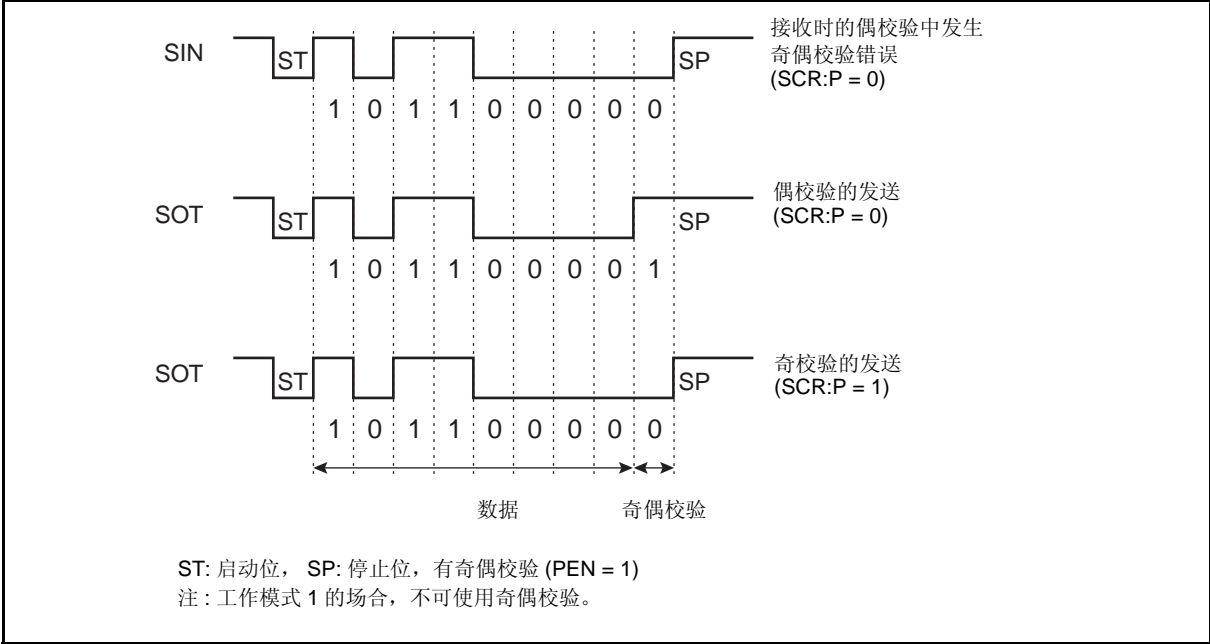 SIN
ST
SP
接收时的偶校验中发生
奇偶校验错误
(SCR:P = 0)
1 0 1 1 0 0 0 0 0
SOT
ST
SP
偶校验的发送
(SCR:P = 0)
1 0 1 1 0 0 0 0 1
SOT
ST
SP
奇校验的发送
(SCR:P = 1)
1 0 1 1 0 0 0 0 0
数据
奇偶校验
ST: 启动位， SP: 停止位，有奇偶校验 (PEN = 1)
注 : 工作模式 1 的场合，不可使用奇偶校验。